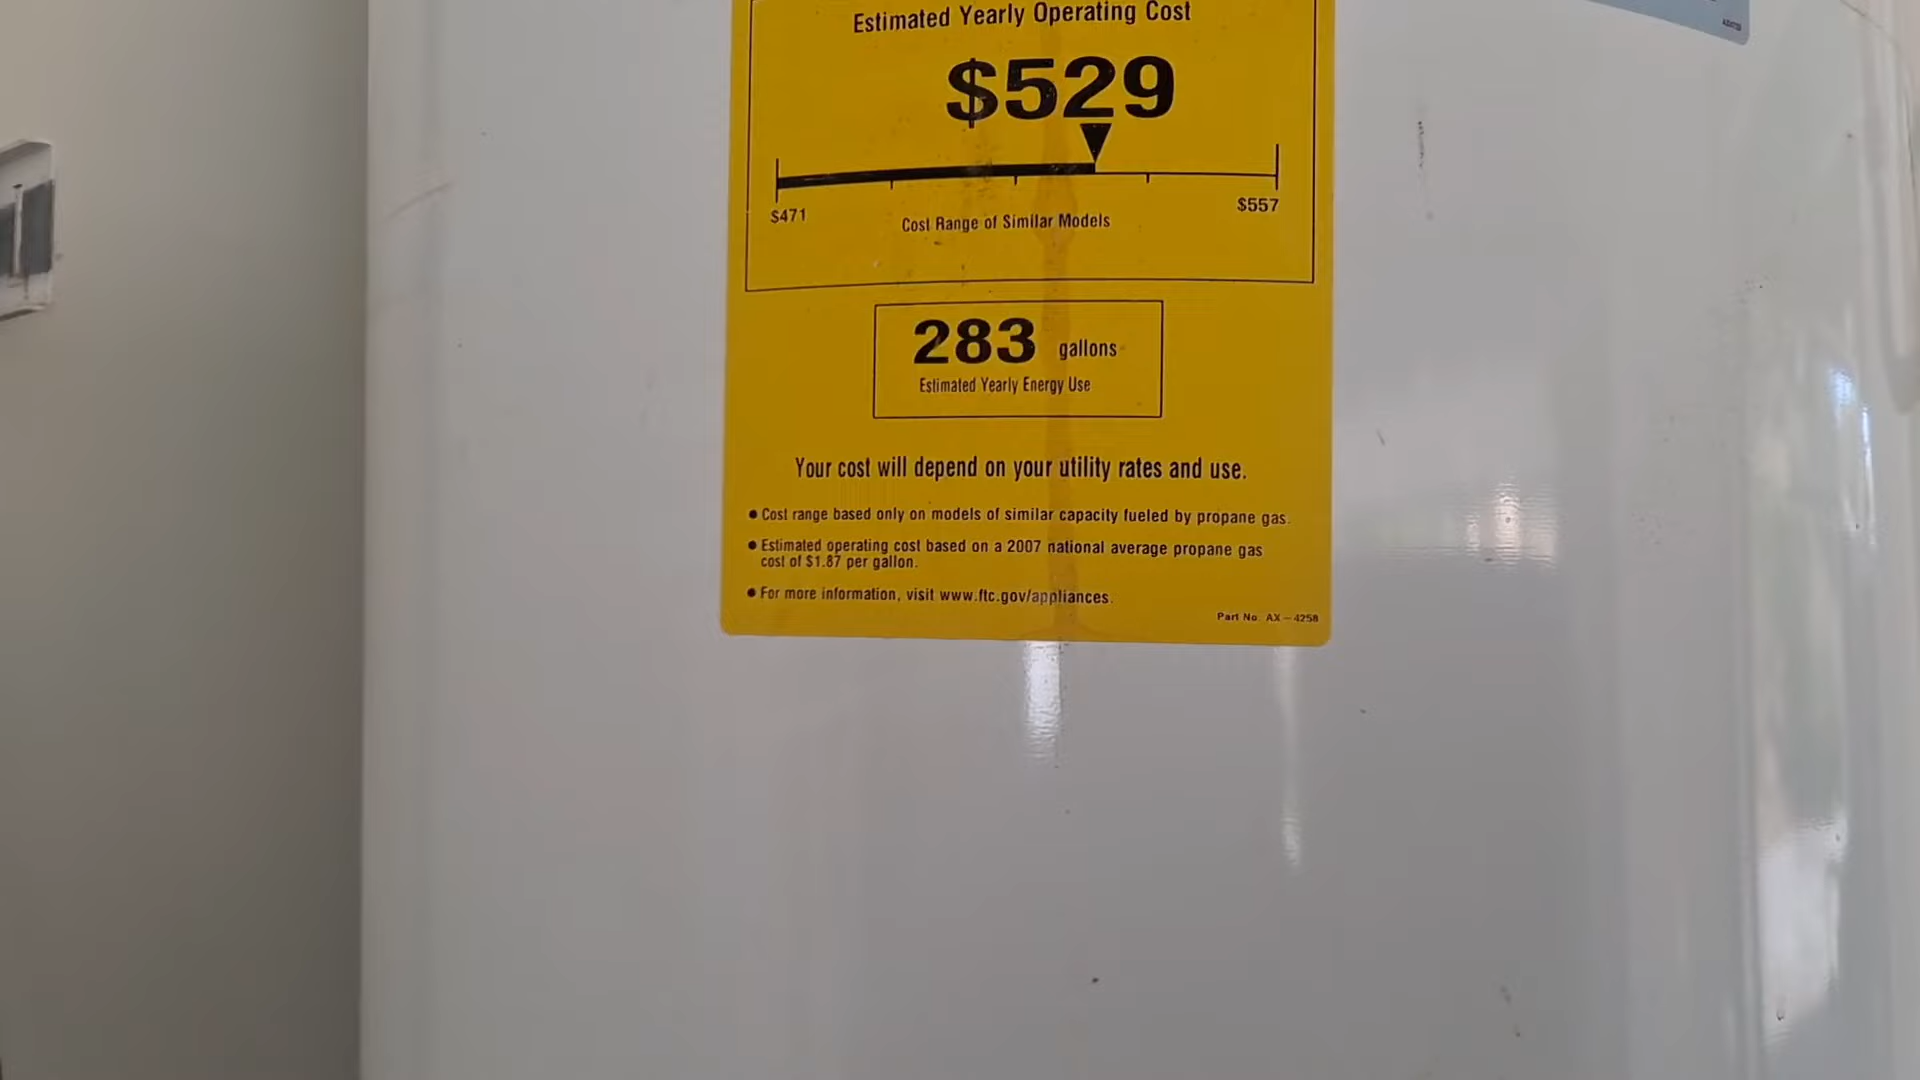 Estimated Yearly Operating Cost
$529
$471
$557
Cost Range of Similar Models
283 gallons
Estimated Yearly Energy Use
Your cost will depend on your utility rates and use.
● Cost range based only on models of similar capacity fueled by propane gas.
● Estimated operating cost based on a 2007 national average propane gas
cost of $1.87 per gallon.
● For more information, visit www.ftc.gov/appliances.
Part No. AX-4258